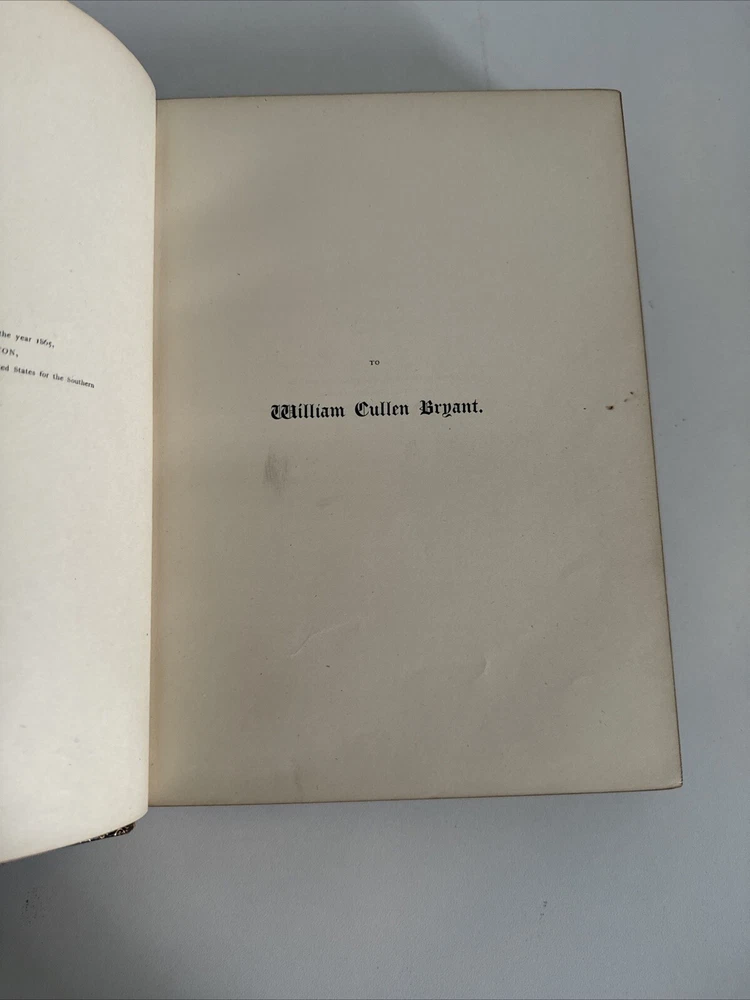 the year 1865,
ON,
ed States for the Southern
TO
William Cullen Bryant.